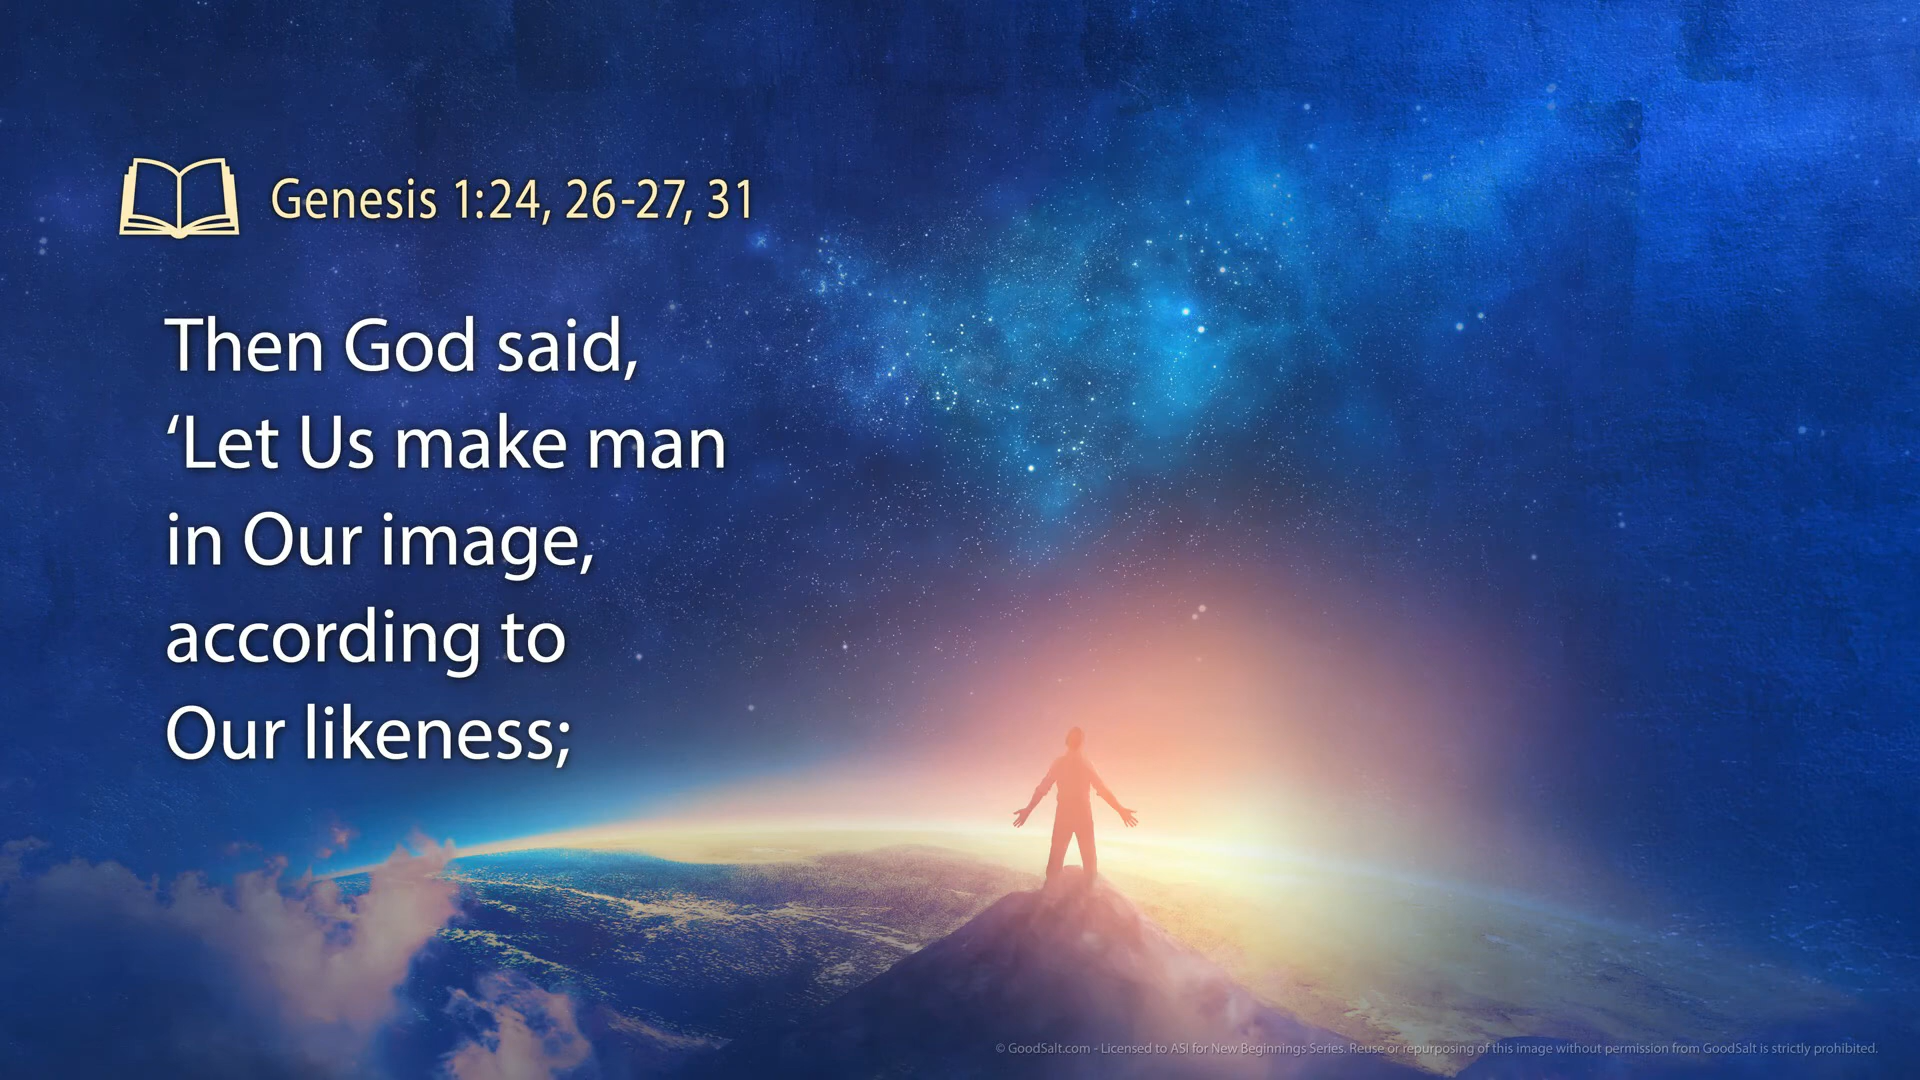 Genesis 1:24, 26-27, 31
Then God said,
‘Let Us make man
in Our image,
according to
Our likeness;
© GoodSalt.com - Licensed to ASI for New Beginnings Series. Reuse or repurposing of this image without permission from GoodSalt is strictly prohibited.